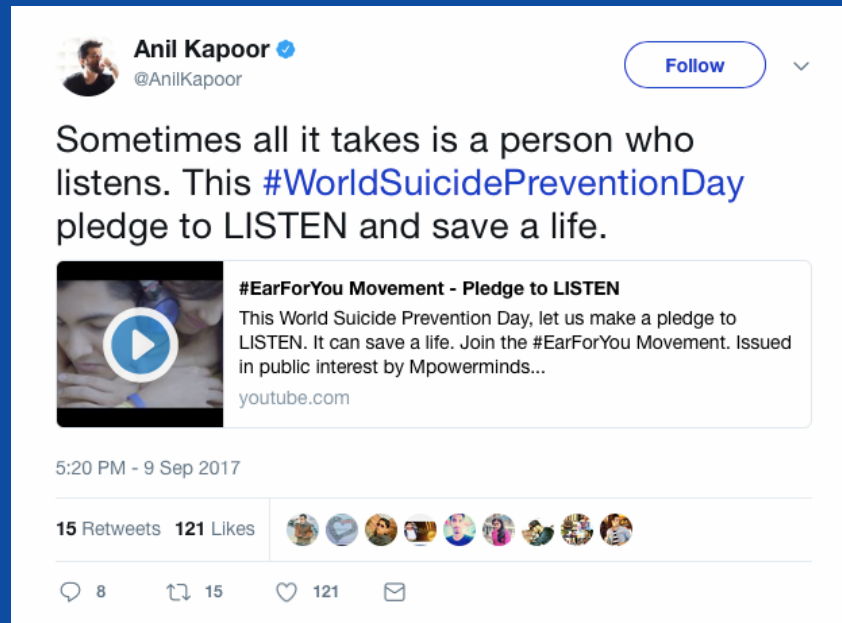 Anil Kapoor
@AnilKapoor
Follow
Sometimes all it takes is a person who
listens. This #WorldSuicidePreventionDay
pledge to LISTEN and save a life.
#EarForYou Movement - Pledge to LISTEN
This World Suicide Prevention Day, let us make a pledge to
LISTEN. It can save a life. Join the #EarForYou Movement. Issued
in public interest by Mpowerminds...
youtube.com
5:20 PM - 9 Sep 2017
15 Retweets 121 Likes
8 15 121